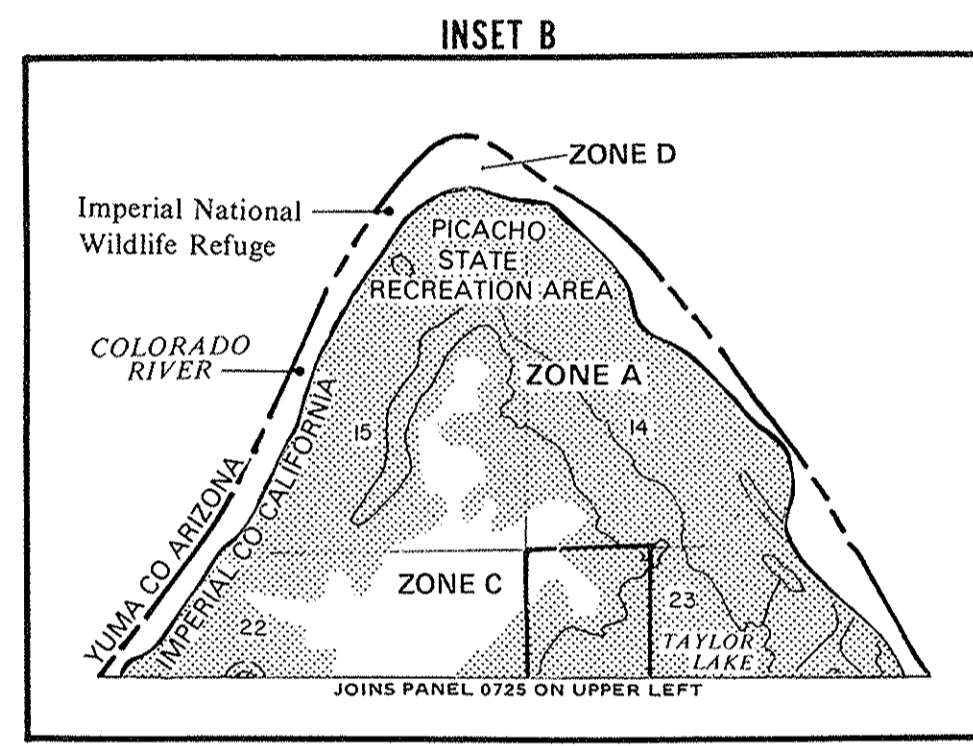 INSET B
ZONE D
Imperial National
Wildlife Refuge
PICACHO
STATE
RECREATION AREA
COLORADO
RIVER
ZONE A
15
14
YUMA CO ARIZONA
IMPERIAL CO CALIFORNIA
ZONE C
22
23
TAYLOR
LAKE
JOINS PANEL 0725 ON UPPER LEFT